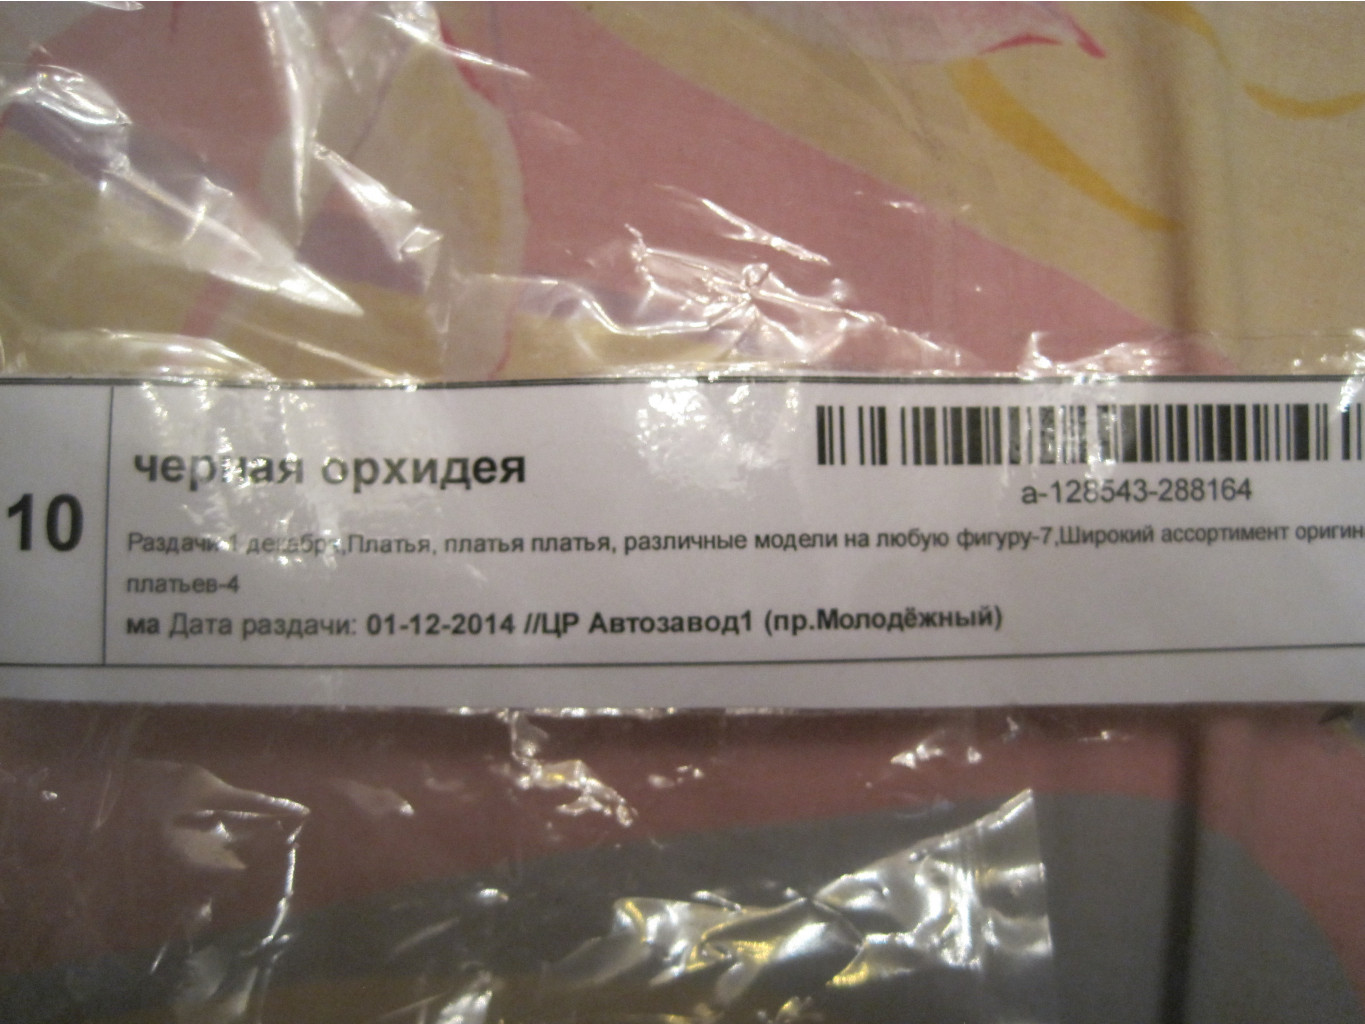 10
черная орхидея
а-128543-288164
Раздачи 1 декабря,Платья, платья платья, различные модели на любую фигуру-7,Широкий ассортимент оригин
платьев-4
ма Дата раздачи: 01-12-2014 //ЦР Автозавод1 (пр.Молодёжный)